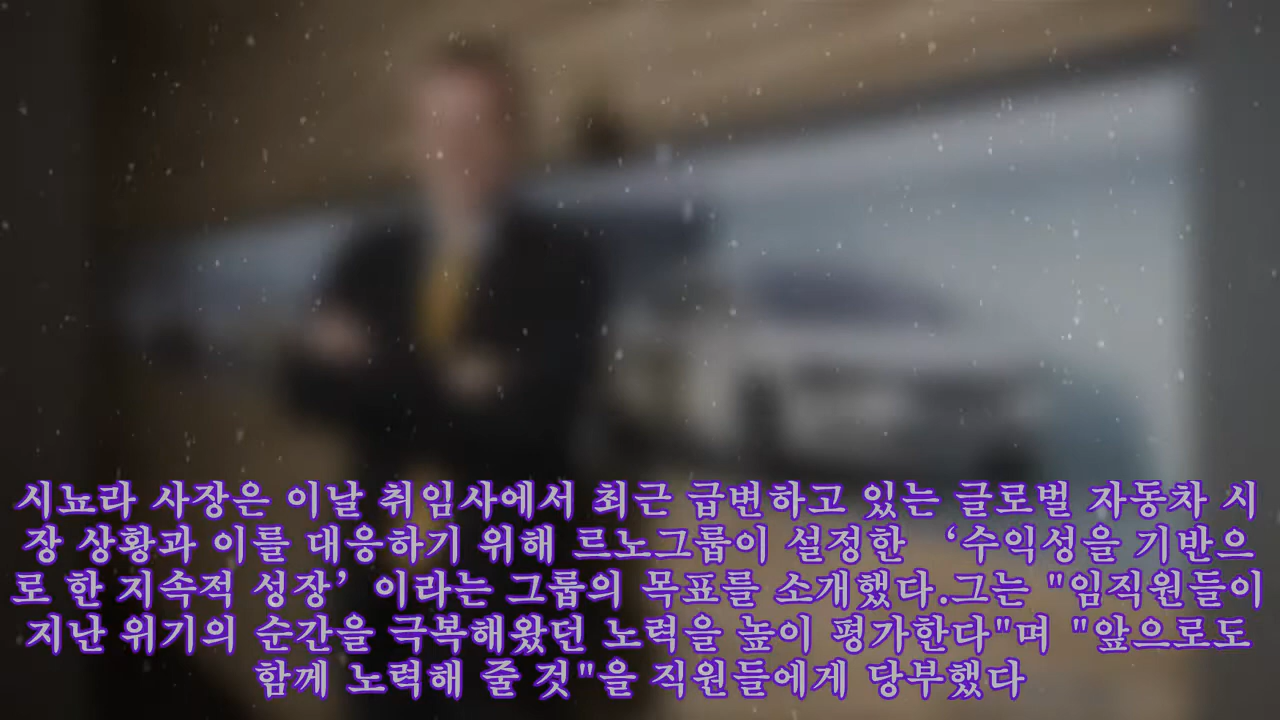 시뇨라 사장은 이날 취임사에서 최근 급변하고 있는 글로벌 자동차 시
장 상황과 이를 대응하기 위해 르노그룹이 설정한 ‘수익성을 기반으
로 한 지속적 성장’ 이라는 그룹의 목표를 소개했다.그는 "임직원들이
지난 위기의 순간을 극복해왔던 노력을 높이 평가한다"며 "앞으로도
함께 노력해 줄 것"을 직원들에게 당부했다